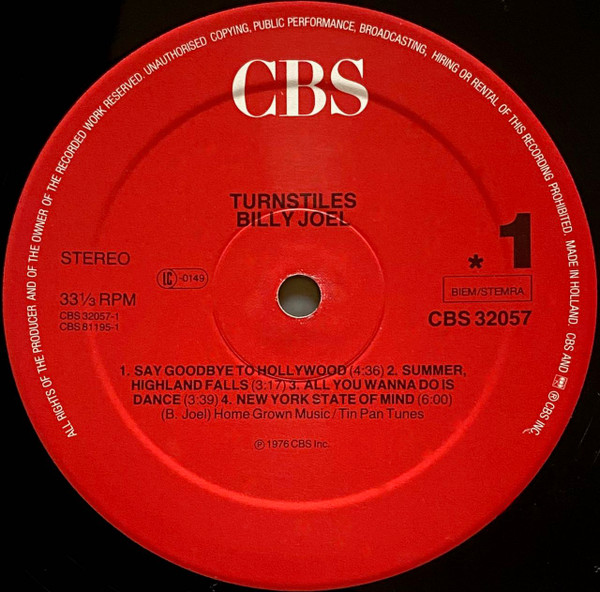 ALL RIGHTS OF THE PRODUCER AND OF THE OWNER OF THE RECORDED WORK RESERVED. UNAUTHORISED COPYING, PUBLIC PERFORMANCE, BROADCASTING, HIRING OR RENTAL OF THIS RECORDING PROHIBITED. MADE IN HOLLAND. CBS AND ® CBS INC.
CBS
TURNSTILES
BILLY JOEL
STEREO
LC -0149
* 1
33⅓ RPM
BIEM/STEMRA
CBS 32057-1
CBS 81195-1
CBS 32057
1. SAY GOODBYE TO HOLLYWOOD (4:36) 2. SUMMER,
HIGHLAND FALLS (3:17) 3. ALL YOU WANNA DO IS
DANCE (3:39) 4. NEW YORK STATE OF MIND (6:00)
(B. Joel) Home Grown Music/Tin Pan Tunes
℗ 1976 CBS Inc.